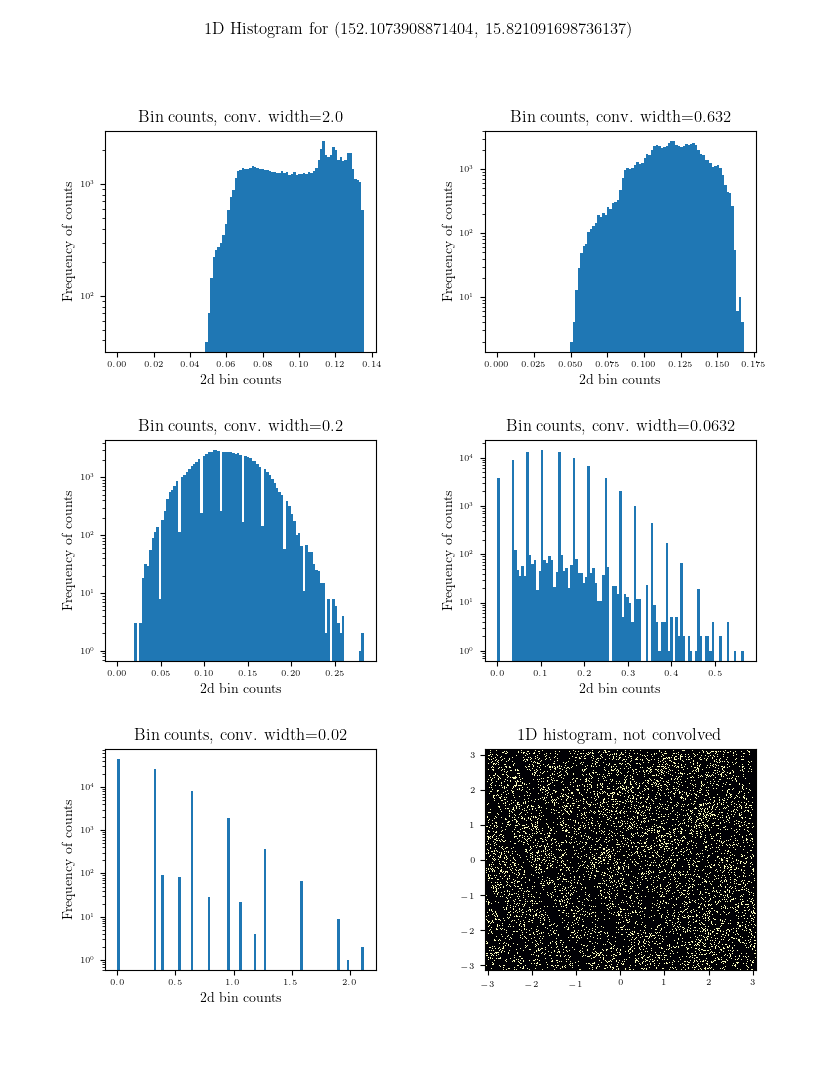 1D Histogram for (152.1073908871404, 15.821091698736137)
Bin counts, conv. width=2.0
Frequency of counts
10³
10²
0.00 0.02 0.04 0.06 0.08 0.10 0.12 0.14
2d bin counts
Bin counts, conv. width=0.632
Frequency of counts
10³
10²
10¹
0.000 0.025 0.050 0.075 0.100 0.125 0.150 0.175
2d bin counts
Bin counts, conv. width=0.2
Frequency of counts
10³
10²
10¹
10⁰
0.00 0.05 0.10 0.15 0.20 0.25
2d bin counts
Bin counts, conv. width=0.0632
Frequency of counts
10⁴
10³
10²
10¹
10⁰
0.0 0.1 0.2 0.3 0.4 0.5
2d bin counts
Bin counts, conv. width=0.02
Frequency of counts
10⁴
10³
10²
10¹
10⁰
0.0 0.5 1.0 1.5 2.0
2d bin counts
1D histogram, not convolved
3
2
1
0
−1
−2
−3
−3 −2 −1 0 1 2 3